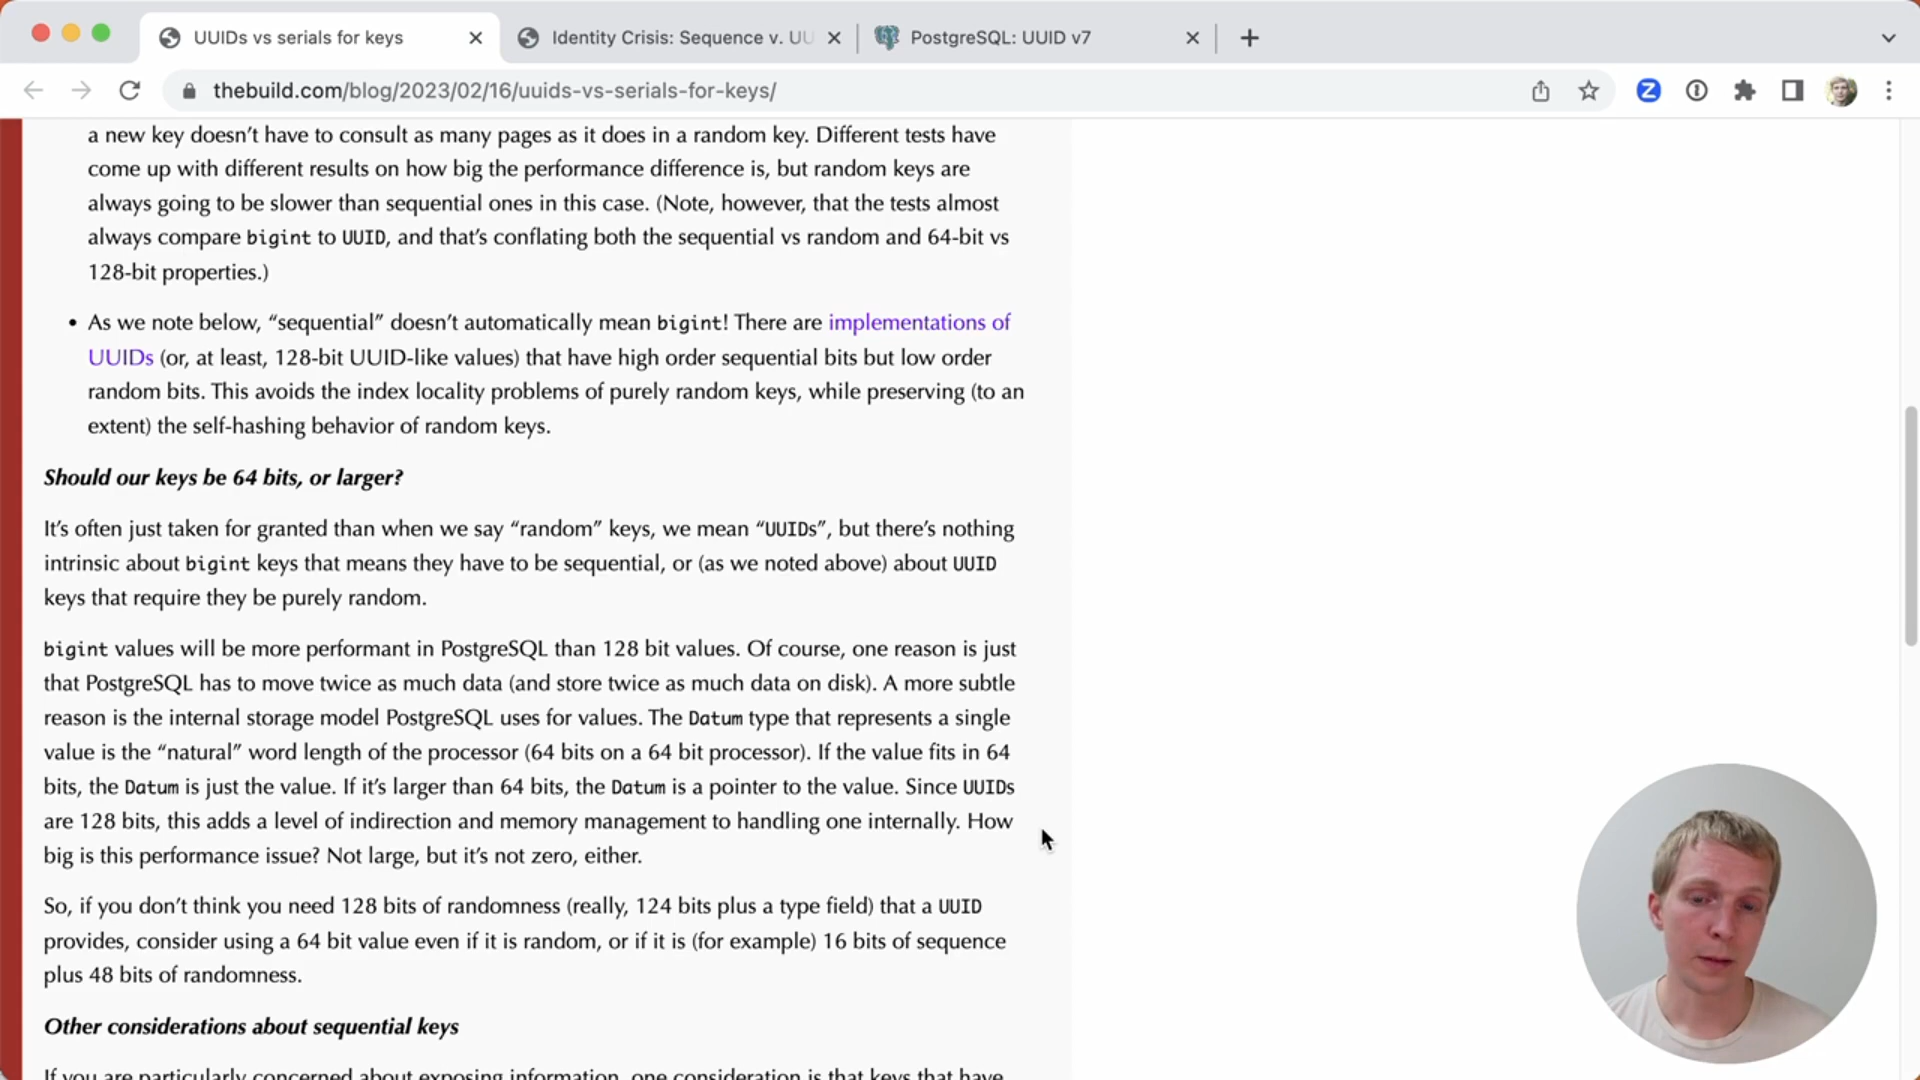 UUIDs vs serials for keys
Identity Crisis: Sequence v. UU
PostgreSQL: UUID v7
thebuild.com/blog/2023/02/16/uuids-vs-serials-for-keys/
a new key doesn’t have to consult as many pages as it does in a random key. Different tests have
come up with different results on how big the performance difference is, but random keys are
always going to be slower than sequential ones in this case. (Note, however, that the tests almost
always compare bigint to UUID, and that’s conflating both the sequential vs random and 64-bit vs
128-bit properties.)
• As we note below, “sequential” doesn’t automatically mean bigint! There are implementations of
UUIDs (or, at least, 128-bit UUID-like values) that have high order sequential bits but low order
random bits. This avoids the index locality problems of purely random keys, while preserving (to an
extent) the self-hashing behavior of random keys.
Should our keys be 64 bits, or larger?
It’s often just taken for granted than when we say “random” keys, we mean “UUIDs”, but there’s nothing
intrinsic about bigint keys that means they have to be sequential, or (as we noted above) about UUID
keys that require they be purely random.
bigint values will be more performant in PostgreSQL than 128 bit values. Of course, one reason is just
that PostgreSQL has to move twice as much data (and store twice as much data on disk). A more subtle
reason is the internal storage model PostgreSQL uses for values. The Datum type that represents a single
value is the “natural” word length of the processor (64 bits on a 64 bit processor). If the value fits in 64
bits, the Datum is just the value. If it’s larger than 64 bits, the Datum is a pointer to the value. Since UUIDs
are 128 bits, this adds a level of indirection and memory management to handling one internally. How
big is this performance issue? Not large, but it’s not zero, either.
So, if you don’t think you need 128 bits of randomness (really, 124 bits plus a type field) that a UUID
provides, consider using a 64 bit value even if it is random, or if it is (for example) 16 bits of sequence
plus 48 bits of randomness.
Other considerations about sequential keys
If you are particularly concerned about exposing information, one consideration is that keys that have